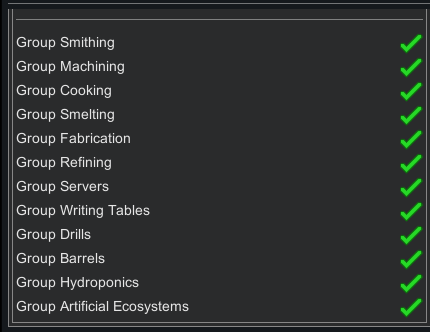 Group Smithing
Group Machining
Group Cooking
Group Smelting
Group Fabrication
Group Refining
Group Servers
Group Writing Tables
Group Drills
Group Barrels
Group Hydroponics
Group Artificial Ecosystems